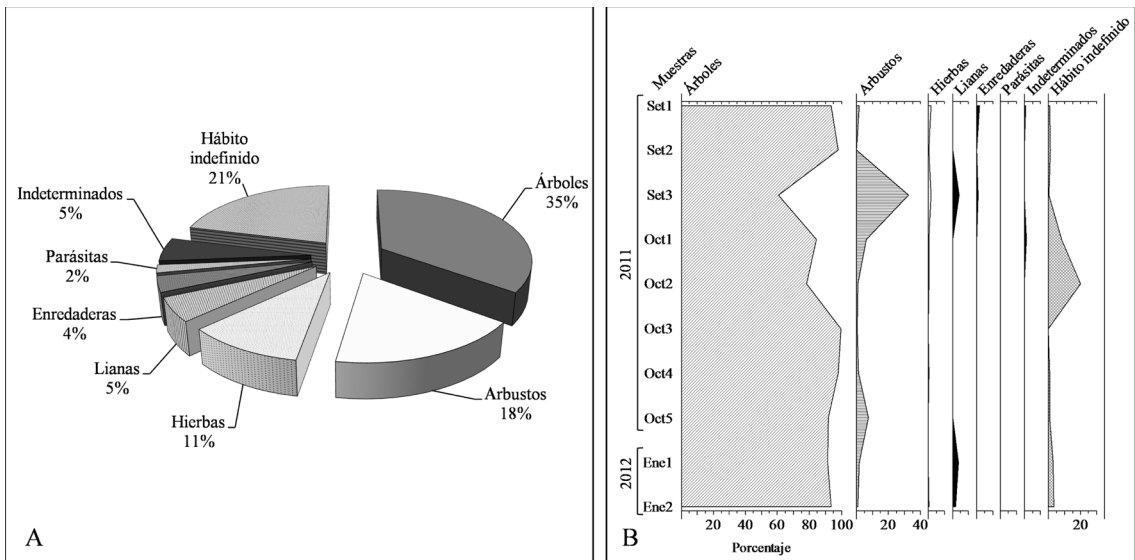 Hábito
indefinido
21%
Árboles
35%
Indeterminados
5%
Parásitas
2%
Enredaderas
4%
Lianas
5%
Hierbas
11%
Arbustos
18%
A
Muestras
Árboles
Arbustos
Hierbas
Lianas
Enredaderas
Parásitas
Indeterminados
Hábito indefinido
2011
Set1
Set2
Set3
Oct1
Oct2
Oct3
Oct4
Oct5
2012
Ene1
Ene2
20 40 60 80 100 20 40 20
Porcentaje
B